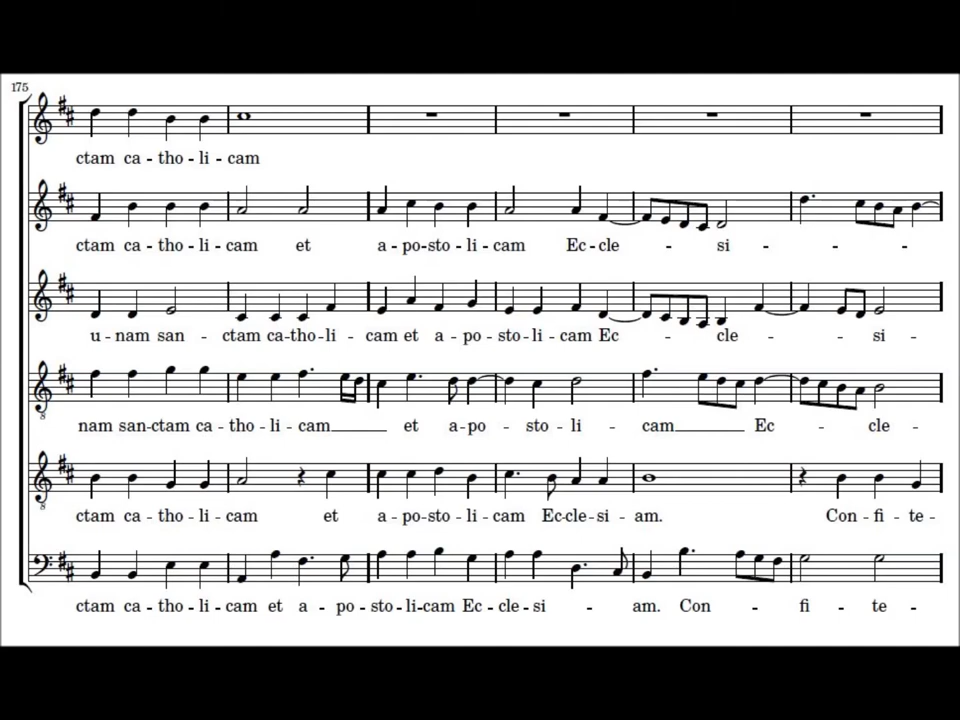 175
ctam ca - tho - li - cam
ctam ca - tho - li - cam et a - po - sto - li - cam Ec - cle - si - - -
u - nam san - ctam ca - tho - li - cam et a - po - sto - li - cam Ec - cle - - si -
8
nam san - ctam ca - tho - li - cam et a - po - sto - li - cam Ec - cle -
8
ctam ca - tho - li - cam et a - po - sto - li - cam Ec - cle - si - am. Con - fi - te -
ctam ca - tho - li - cam et a - po - sto - li - cam Ec - cle - si - am. Con - fi - te -